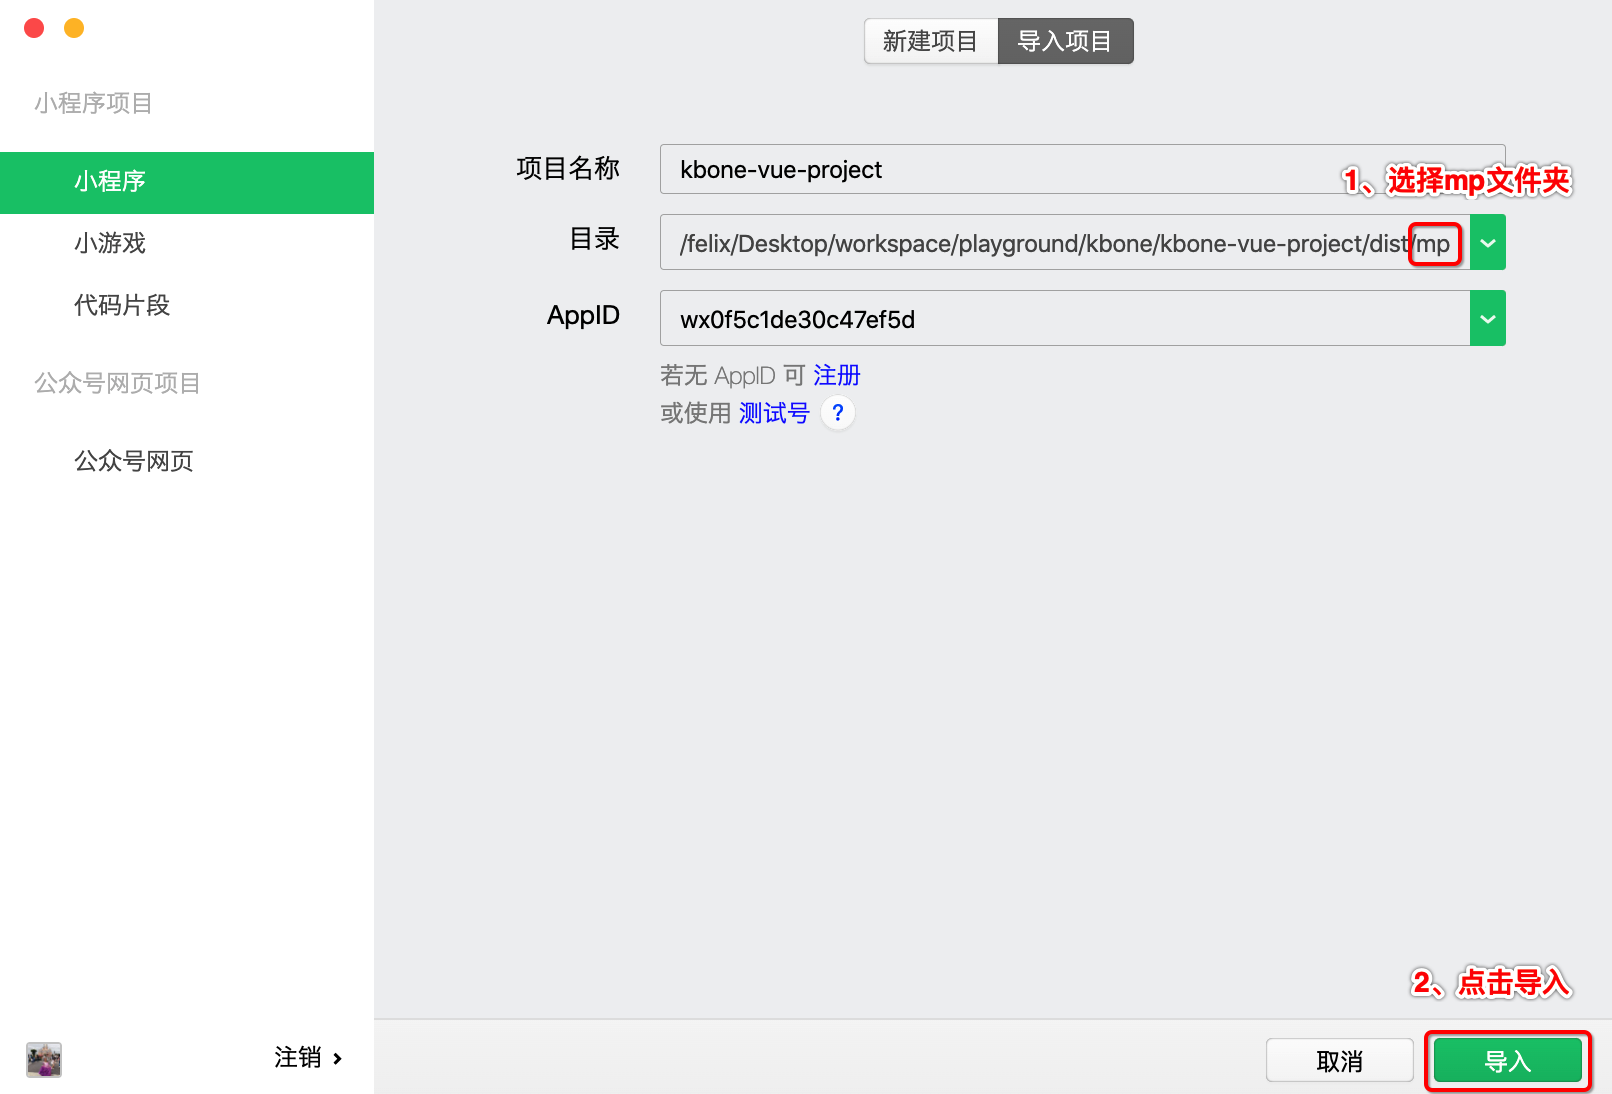 新建项目 导入项目
小程序项目
小程序
小游戏
代码片段
公众号网页项目
公众号网页
项目名称 kbone-vue-project
1、选择mp文件夹
目录 /felix/Desktop/workspace/playground/kbone/kbone-vue-project/dist/mp
AppID wx0f5c1de30c47ef5d
若无 AppID 可 注册
或使用 测试号 ?
2、点击导入
注销 ›
取消 导入